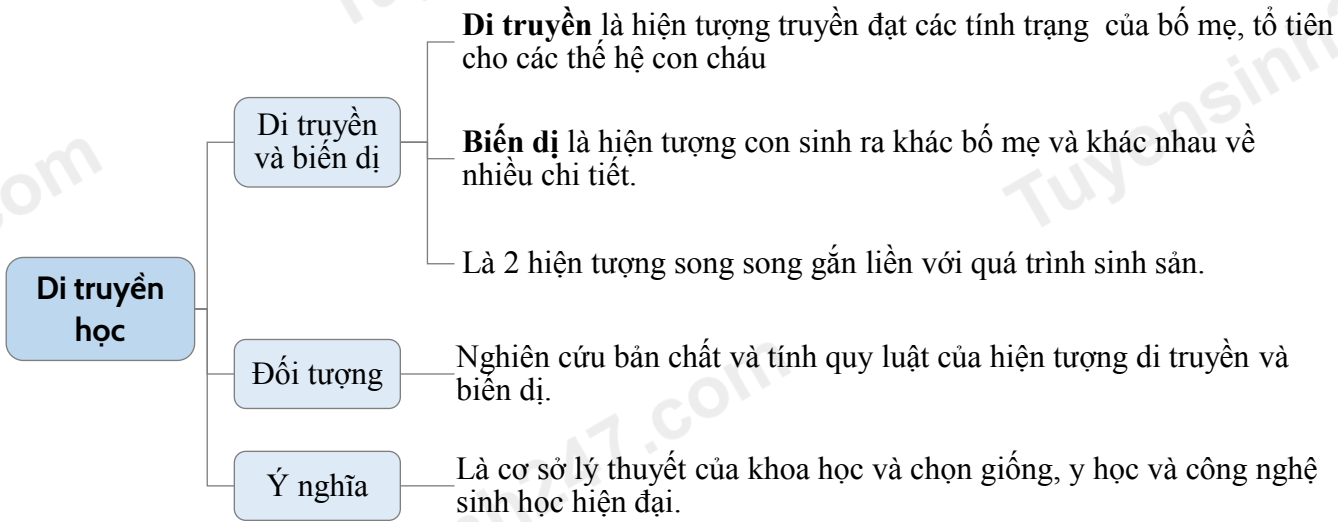 Di truyền là hiện tượng truyền đạt các tính trạng của bố mẹ, tổ tiên
cho các thế hệ con cháu
Di truyền
và biến dị
Biến dị là hiện tượng con sinh ra khác bố mẹ và khác nhau về
nhiều chi tiết.
Là 2 hiện tượng song song gắn liền với quá trình sinh sản.
Di truyền
học
Đối tượng
Nghiên cứu bản chất và tính quy luật của hiện tượng di truyền và
biến dị.
Ý nghĩa
Là cơ sở lý thuyết của khoa học và chọn giống, y học và công nghệ
sinh học hiện đại.